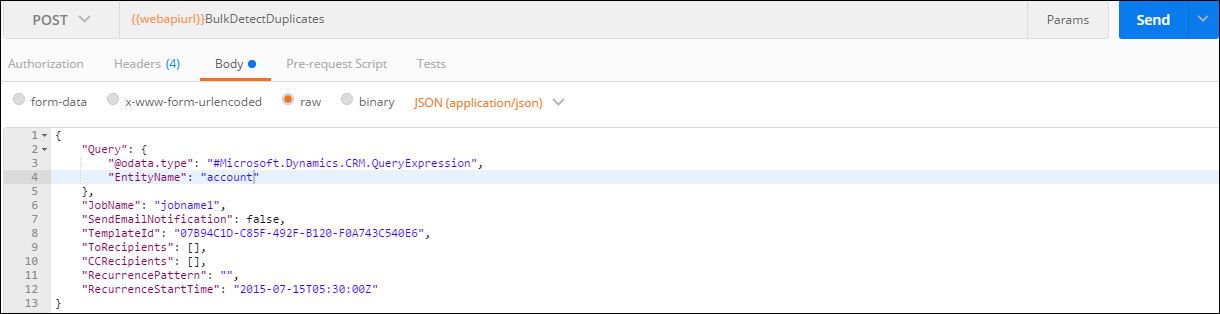 POST {{webapiurl}}BulkDetectDuplicates Params Send
Authorization Headers (4) Body Pre-request Script Tests
form-data x-www-form-urlencoded raw binary JSON (application/json)
1 {
2 "Query": {
3 "@odata.type": "#Microsoft.Dynamics.CRM.QueryExpression",
4 "EntityName": "account"
5 },
6 "JobName": "jobname1",
7 "SendEmailNotification": false,
8 "TemplateId": "07B94C1D-C85F-492F-B120-F0A743C540E6",
9 "ToRecipients": [],
10 "CCRecipients": [],
11 "RecurrencePattern": "",
12 "RecurrenceStartTime": "2015-07-15T05:30:00Z"
13 }